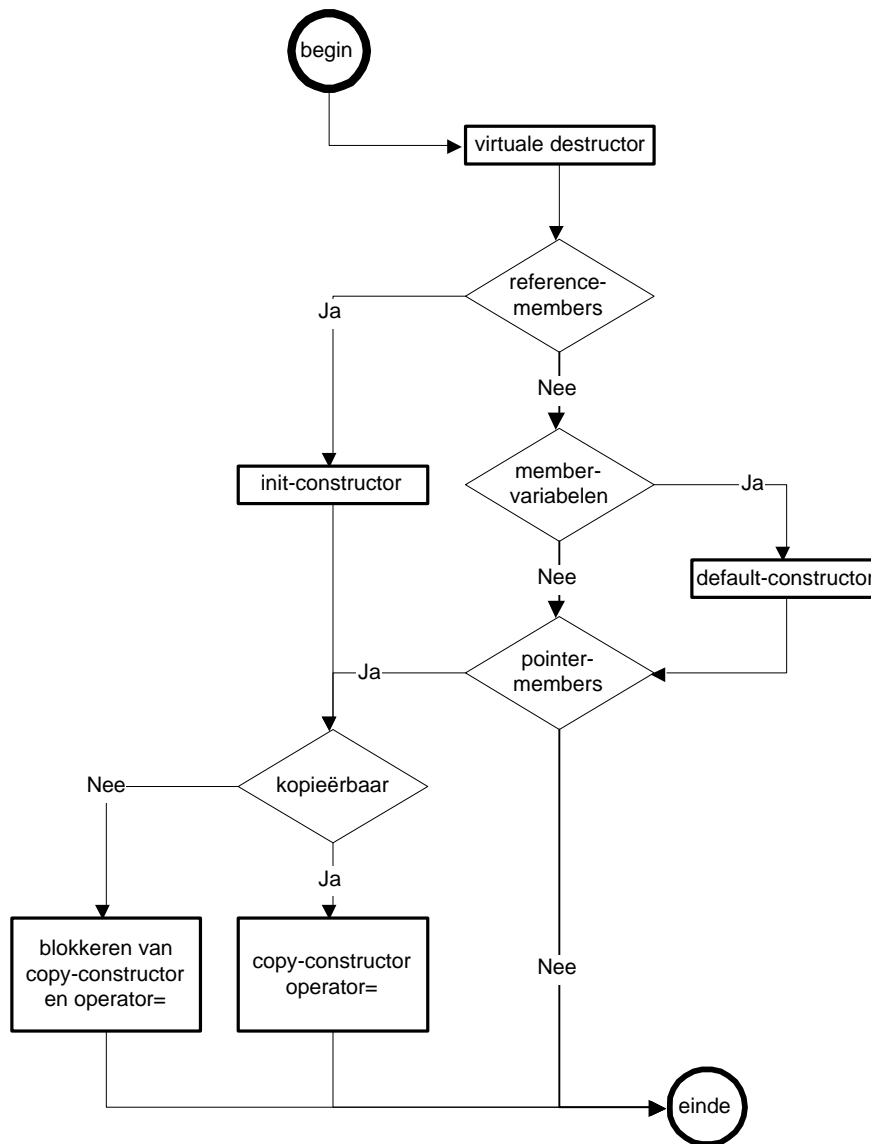 begin
virtuale destructor
reference-
members
Ja
Nee
init-constructor
member-
variabelen
Ja
Nee
default-constructor
pointer-
members
Ja
kopieërbaar
Nee
Ja
blokkeren van
copy-constructor
en operator=
copy-constructor
operator=
Nee
einde